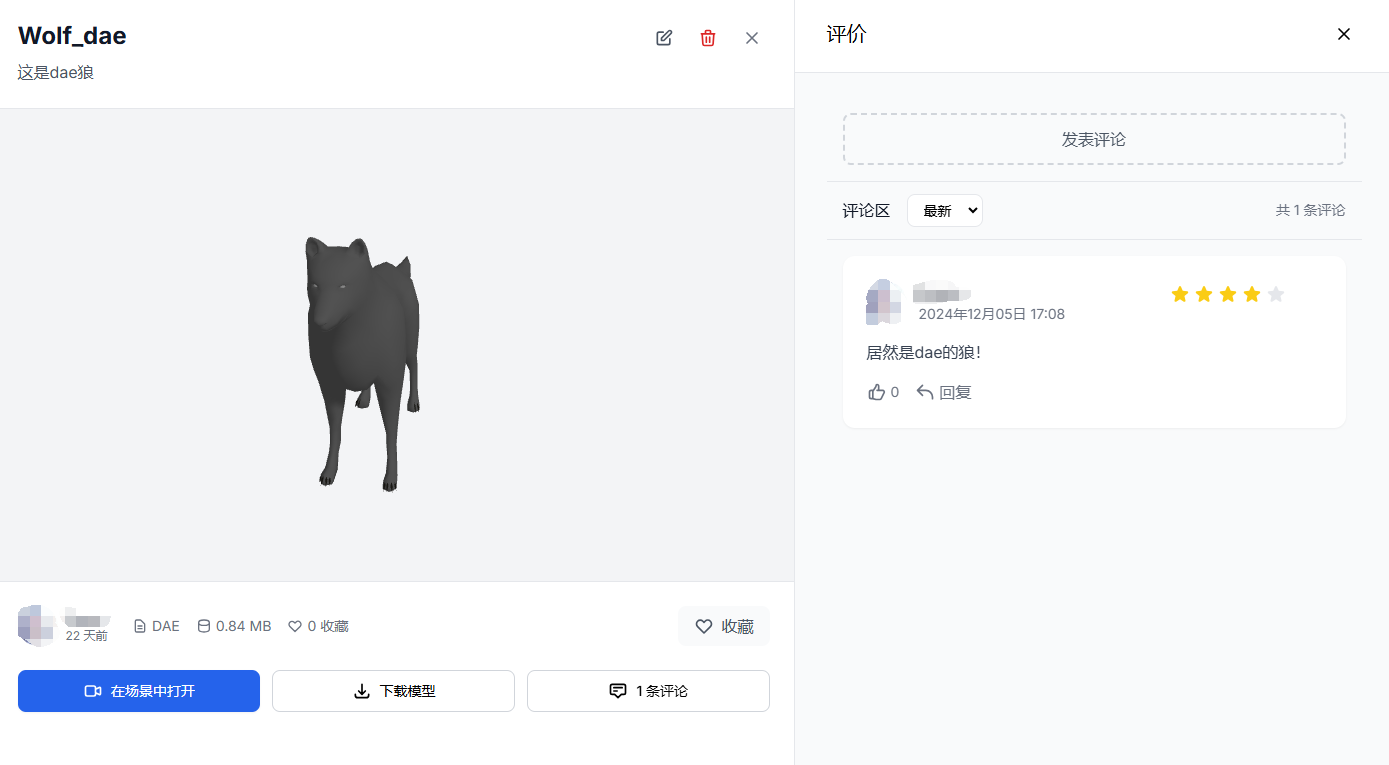 Wolf_dae
这是dae狼
22 天前
DAE
0.84 MB
0 收藏
收藏
在场景中打开
下载模型
1 条评论
评价
发表评论
评论区
最新
共 1 条评论
2024年12月05日 17:08
居然是dae的狼！
0
回复